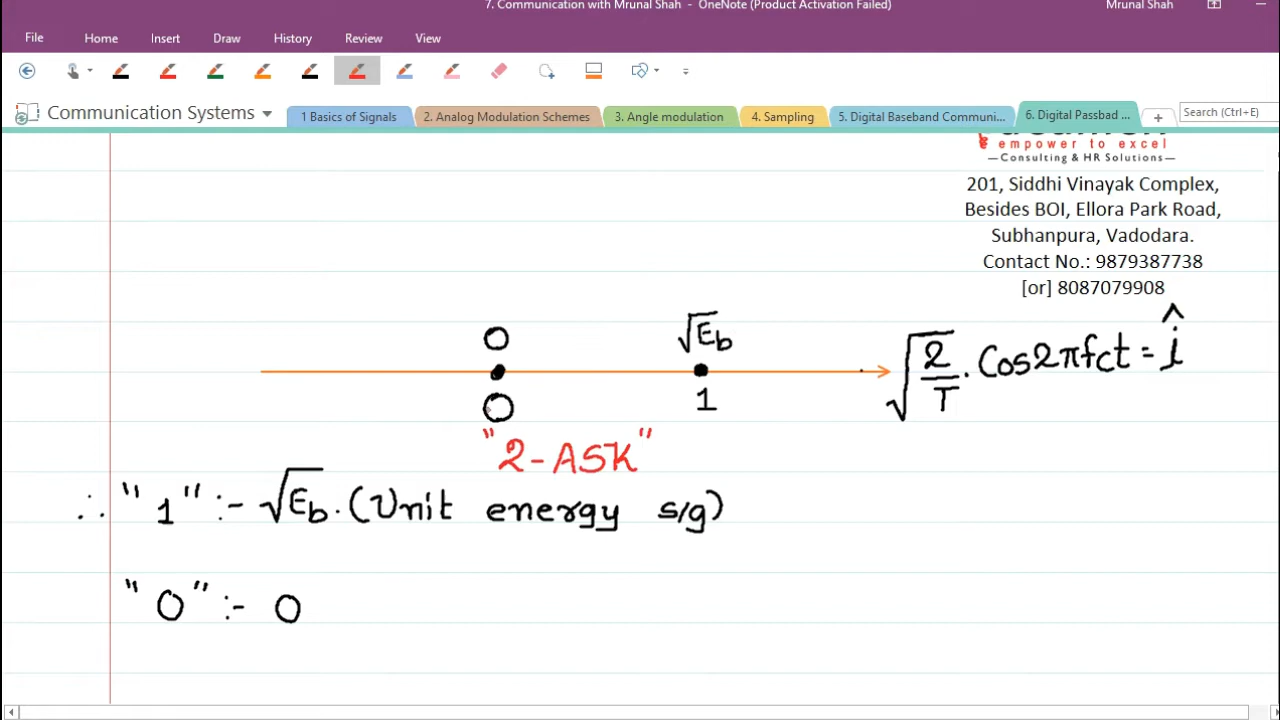 7. Communication with Mrunal Shah - OneNote (Product Activation Failed)
Mrunal Shah
File Home Insert Draw History Review View
Communication Systems
1 Basics of Signals
2. Analog Modulation Schemes
3. Angle modulation
4. Sampling
5. Digital Baseband Communi...
6. Digital Passbad ...
Search (Ctrl+E)
empower to excel
—Consulting & HR Solutions—
201, Siddhi Vinayak Complex,
Besides BOI, Ellora Park Road,
Subhanpura, Vadodara.
Contact No.: 9879387738
[or] 8087079908
0 √Eb
√(2/T) . Cos2πfct = î
0 1
"2-ASK"
∴ "1" :- √Eb . (Unit energy s/g)
"0" :- 0